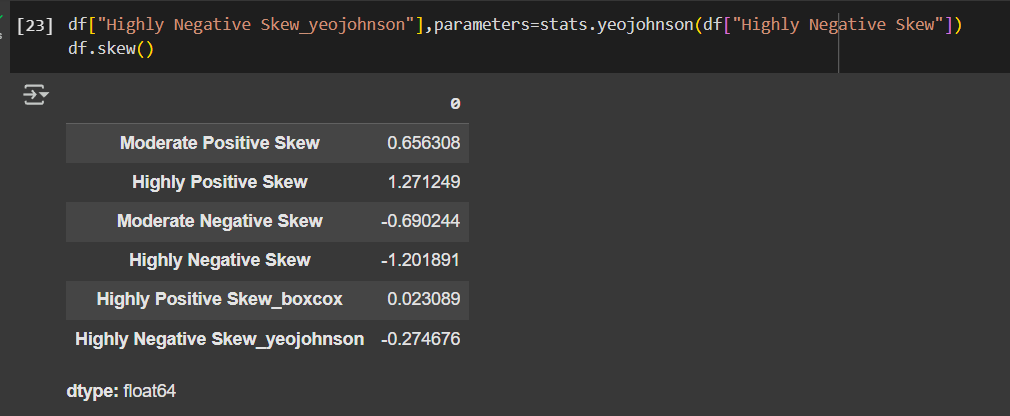 [23] df["Highly Negative Skew_yeojohnson"],parameters=stats.yeojohnson(df["Highly Negative Skew"])
df.skew()
0
Moderate Positive Skew 0.656308
Highly Positive Skew 1.271249
Moderate Negative Skew -0.690244
Highly Negative Skew -1.201891
Highly Positive Skew_boxcox 0.023089
Highly Negative Skew_yeojohnson -0.274676
dtype: float64